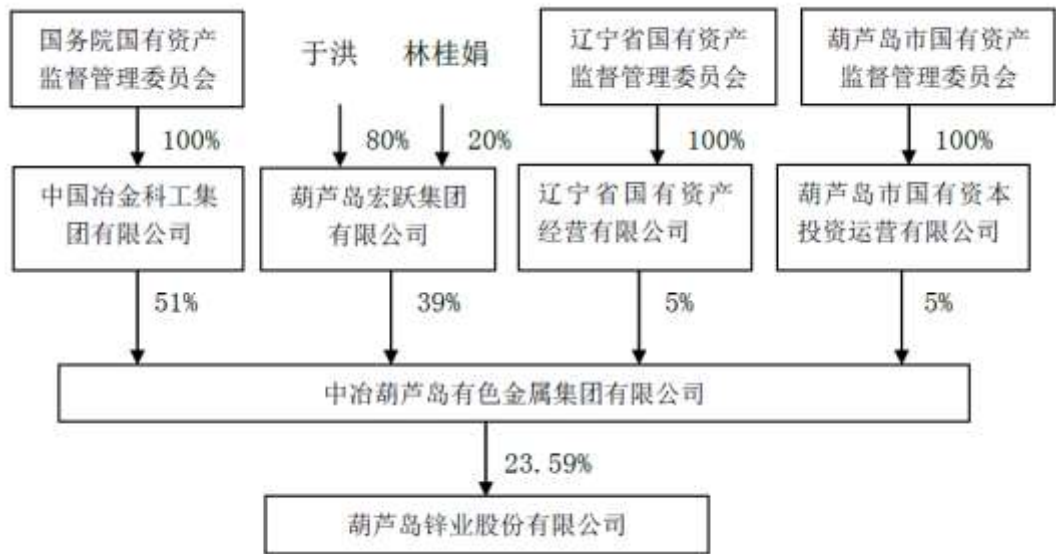 国务院国有资产
监督管理委员会
于洪
林桂娟
辽宁省国有资产
监督管理委员会
葫芦岛市国有资产
监督管理委员会
100%
80%
20%
100%
100%
中国冶金科工集
团有限公司
葫芦岛宏跃集团
有限公司
辽宁省国有资产
经营有限公司
葫芦岛市国有资本
投资运营有限公司
51%
39%
5%
5%
中冶葫芦岛有色金属集团有限公司
23.59%
葫芦岛锌业股份有限公司